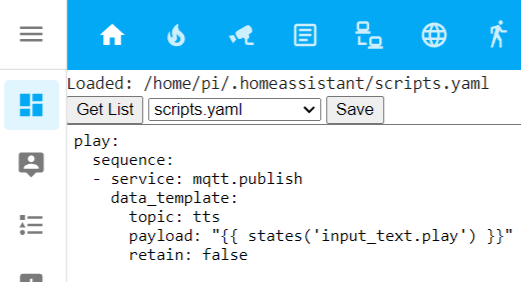 Loaded: /home/pi/.homeassistant/scripts.yaml
Get List scripts.yaml Save
play:
  sequence:
  - service: mqtt.publish
    data_template:
      topic: tts
      payload: "{{ states('input_text.play') }}"
      retain: false